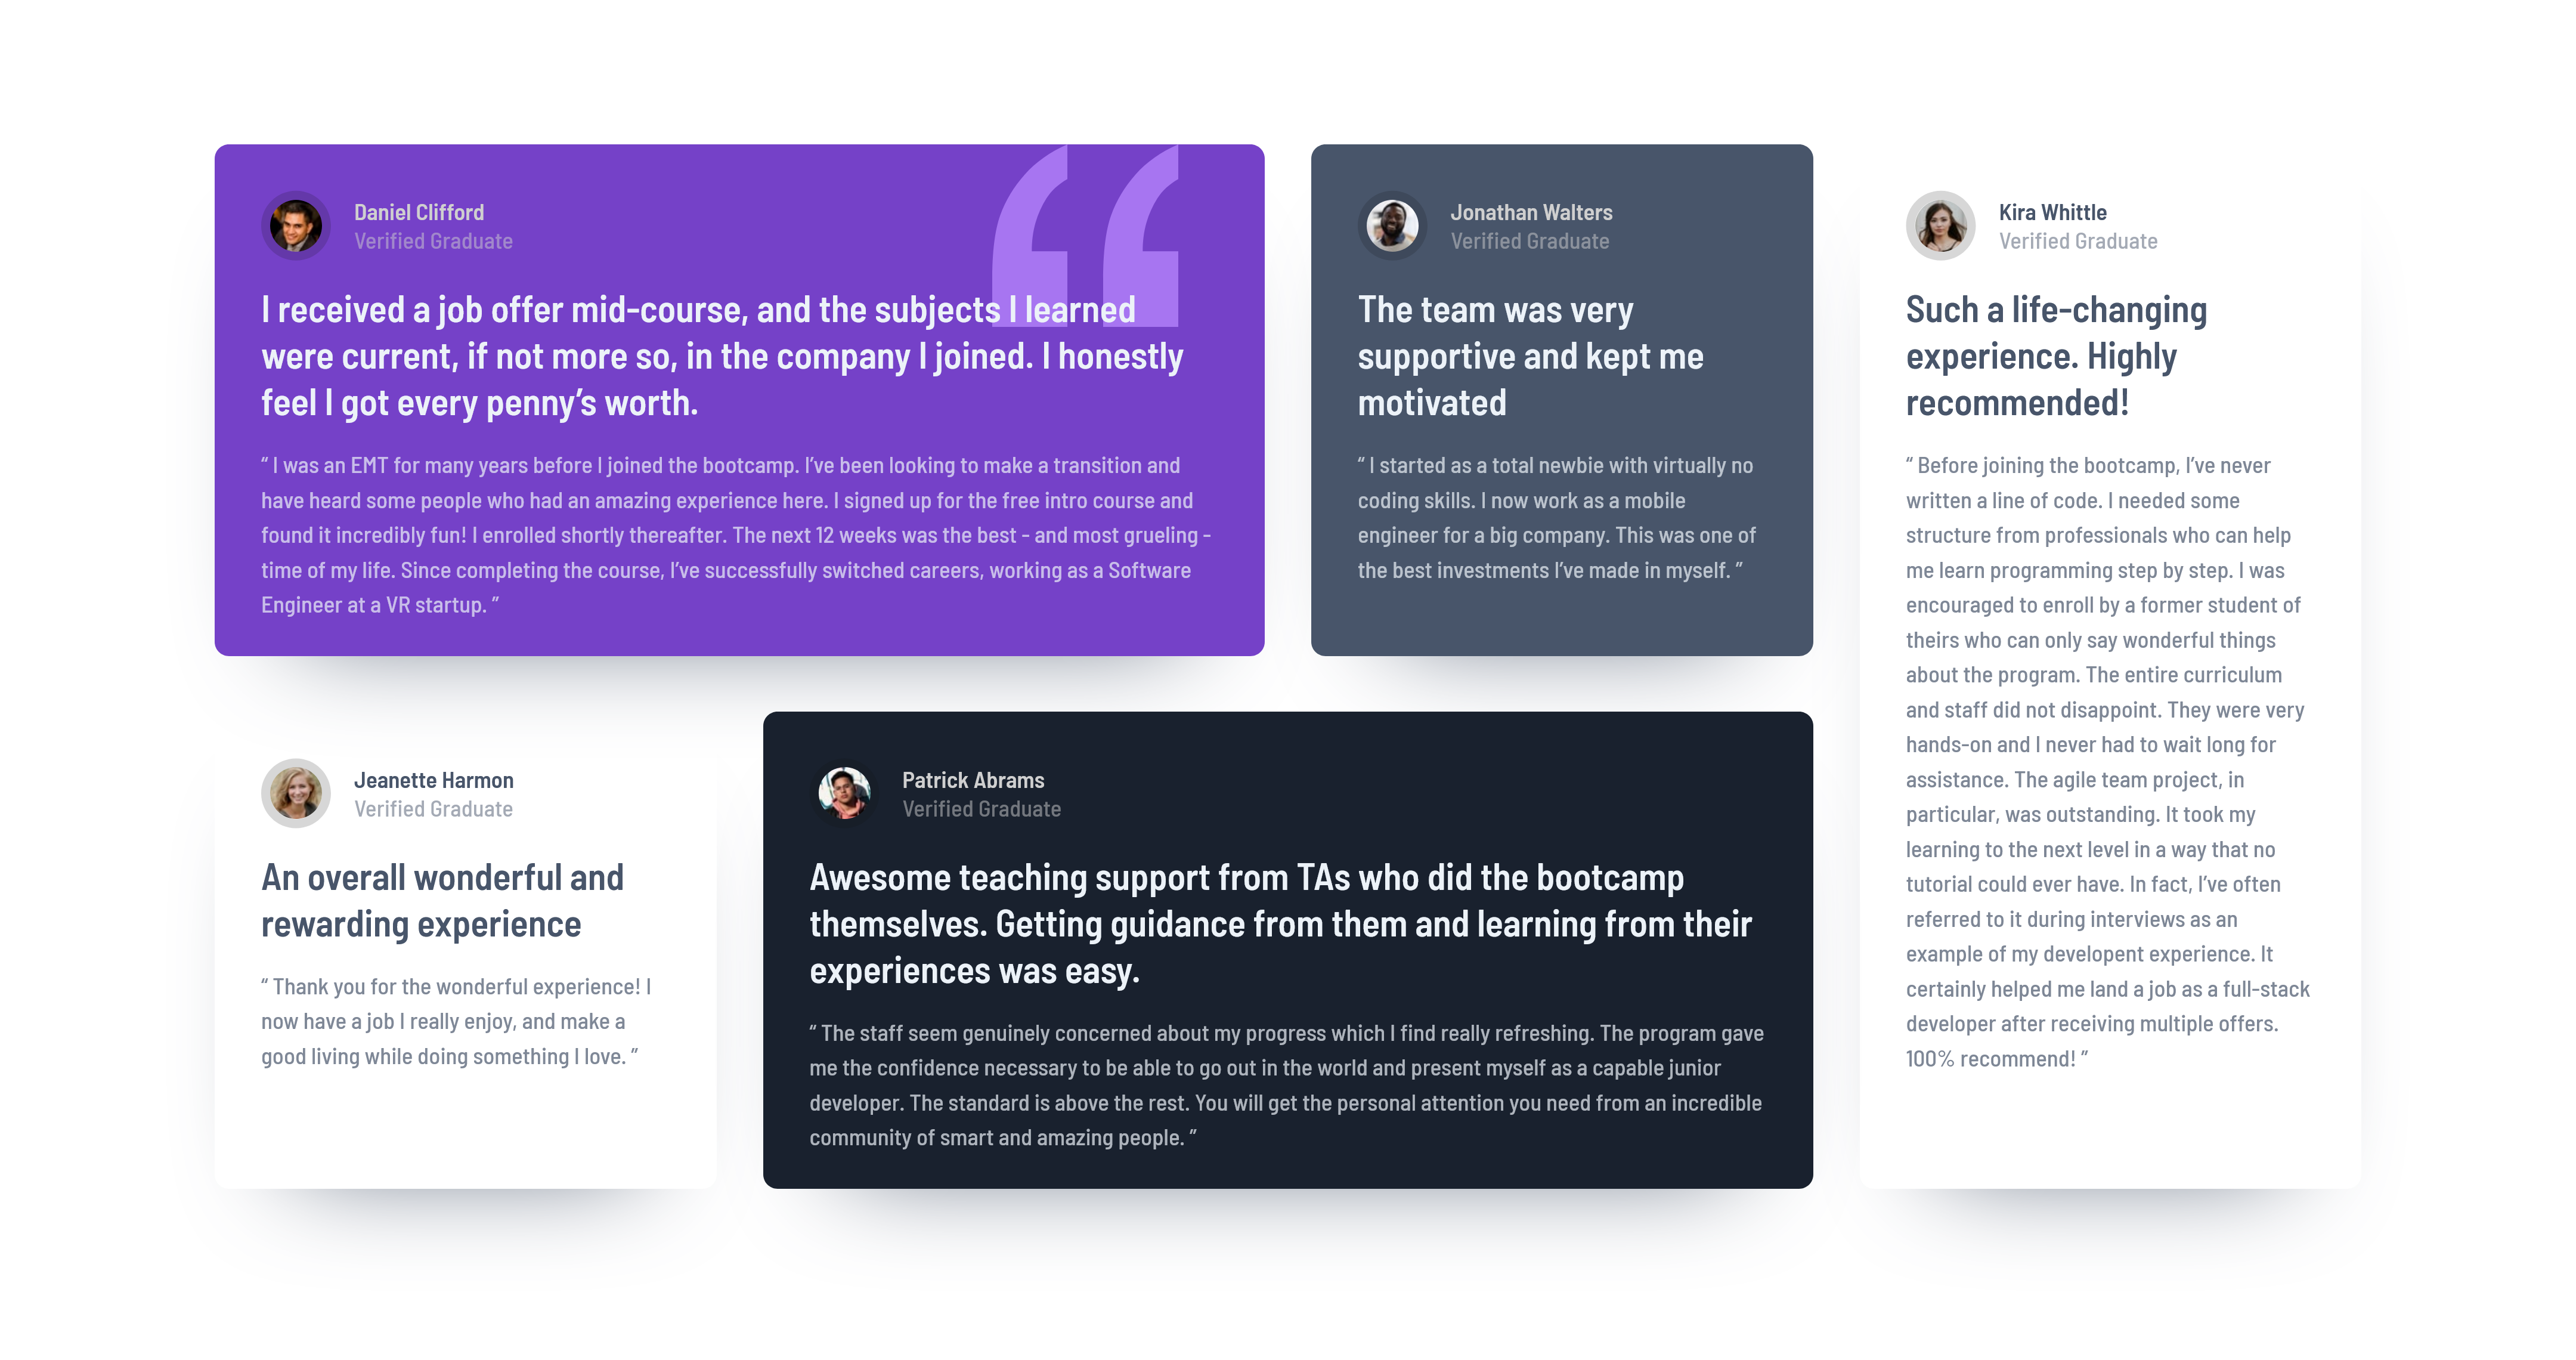 Daniel Clifford
Verified Graduate
I received a job offer mid-course, and the subjects I learned
were current, if not more so, in the company I joined. I honestly
feel I got every penny’s worth.
“ I was an EMT for many years before I joined the bootcamp. I’ve been looking to make a transition and
have heard some people who had an amazing experience here. I signed up for the free intro course and
found it incredibly fun! I enrolled shortly thereafter. The next 12 weeks was the best - and most grueling -
time of my life. Since completing the course, I’ve successfully switched careers, working as a Software
Engineer at a VR startup. ”
Jonathan Walters
Verified Graduate
The team was very
supportive and kept me
motivated
“ I started as a total newbie with virtually no
coding skills. I now work as a mobile
engineer for a big company. This was one of
the best investments I’ve made in myself. ”
Kira Whittle
Verified Graduate
Such a life-changing
experience. Highly
recommended!
“ Before joining the bootcamp, I’ve never
written a line of code. I needed some
structure from professionals who can help
me learn programming step by step. I was
encouraged to enroll by a former student of
theirs who can only say wonderful things
about the program. The entire curriculum
and staff did not disappoint. They were very
hands-on and I never had to wait long for
assistance. The agile team project, in
particular, was outstanding. It took my
learning to the next level in a way that no
tutorial could ever have. In fact, I’ve often
referred to it during interviews as an
example of my developent experience. It
certainly helped me land a job as a full-stack
developer after receiving multiple offers.
100% recommend! ”
Jeanette Harmon
Verified Graduate
An overall wonderful and
rewarding experience
“ Thank you for the wonderful experience! I
now have a job I really enjoy, and make a
good living while doing something I love. ”
Patrick Abrams
Verified Graduate
Awesome teaching support from TAs who did the bootcamp
themselves. Getting guidance from them and learning from their
experiences was easy.
“ The staff seem genuinely concerned about my progress which I find really refreshing. The program gave
me the confidence necessary to be able to go out in the world and present myself as a capable junior
developer. The standard is above the rest. You will get the personal attention you need from an incredible
community of smart and amazing people. ”